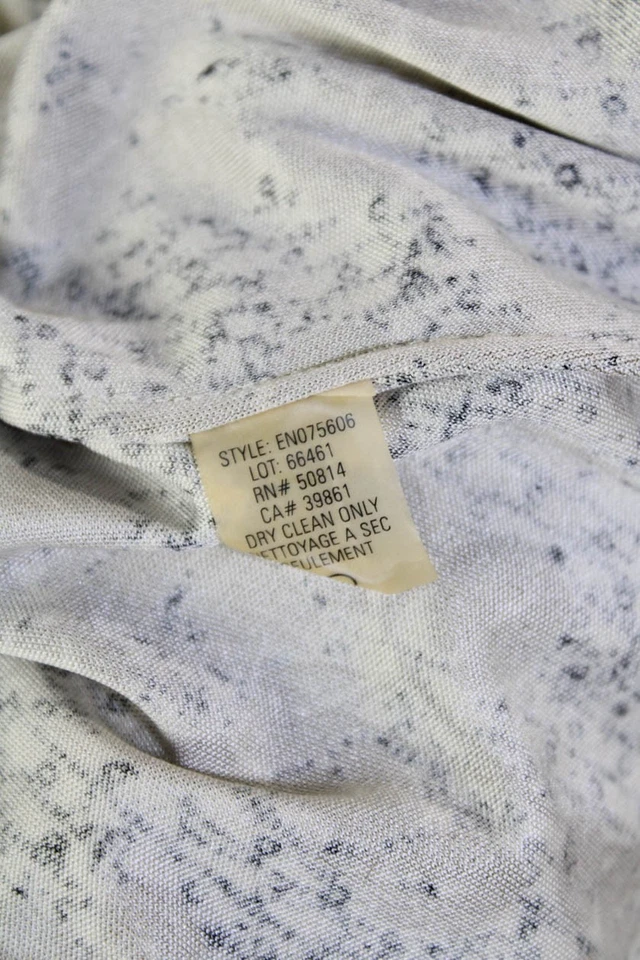 STYLE: EN075606
LOT: 66461
RN# 50814
CA# 39861
DRY CLEAN ONLY
ETTOYAGE A SEC
EULEMENT